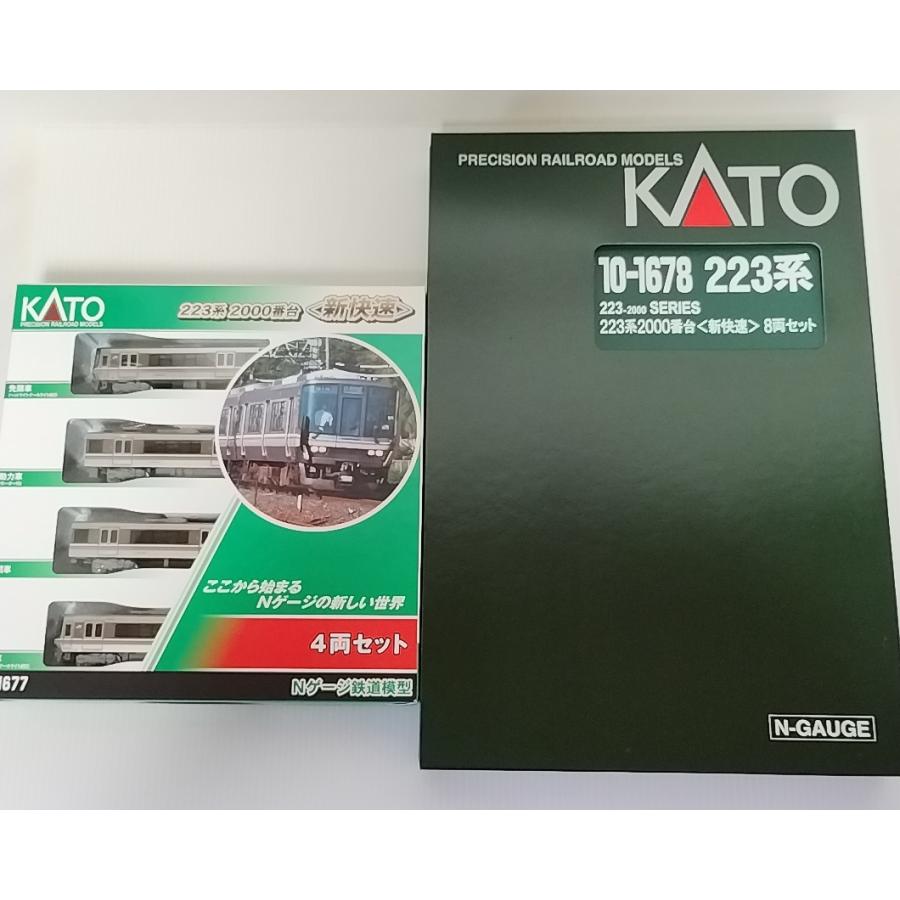 KATO
PRECISION RAILROAD MODELS
223系 2000番台 <新快速>
先頭車
動力車
ここから始まる
Nゲージの新しい世界
4両セット
1677
Nゲージ鉄道模型
PRECISION RAILROAD MODELS
KATO
10-1678 223系
223-2000 SERIES
223系2000番台<新快速> 8両セット
N-GAUGE